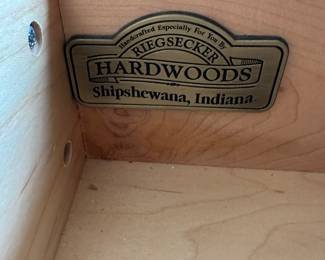 Handcrafted Especially For You By
RIEGSECKER
HARDWOODS
Shipshewana, Indiana